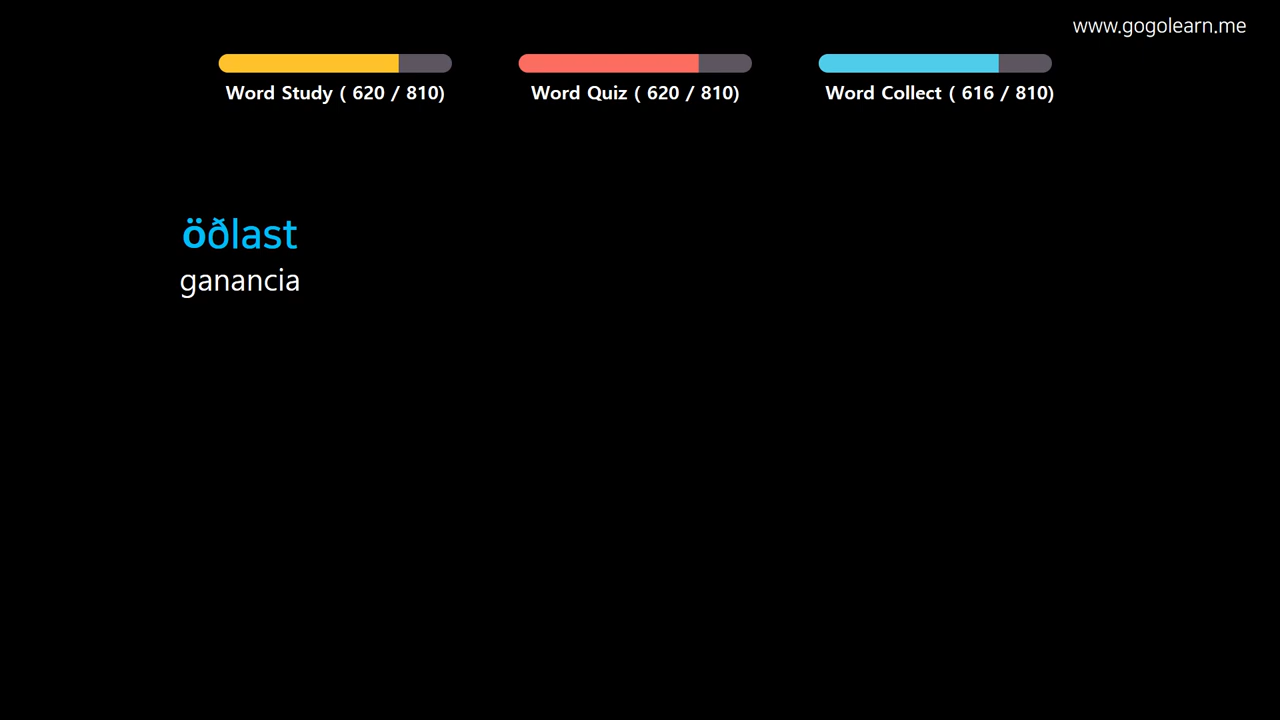 www.gogolearn.me
Word Study ( 620 / 810)
Word Quiz ( 620 / 810)
Word Collect ( 616 / 810)
öðlast
ganancia